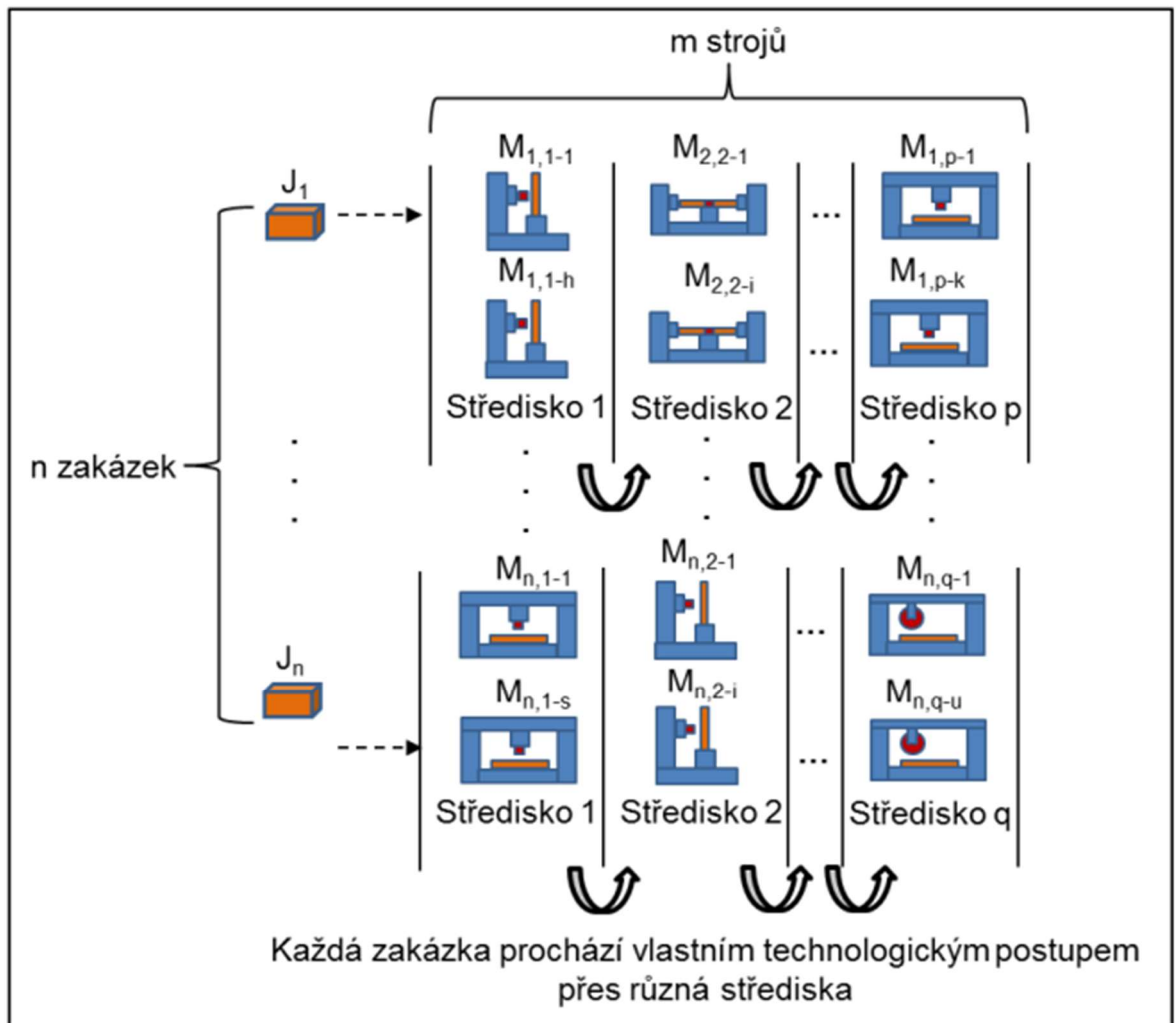 m strojů
M1,1-1
M2,2-1
M1,p-1
J1
...
M1,1-h
M2,2-i
M1,p-k
...
Středisko 1
Středisko 2
Středisko p
n zakázek
Mn,1-1
Mn,2-1
Mn,q-1
...
Jn
Mn,1-s
Mn,2-i
Mn,q-u
...
Středisko 1
Středisko 2
Středisko q
Každá zakázka prochází vlastním technologickým postupem
přes různá střediska